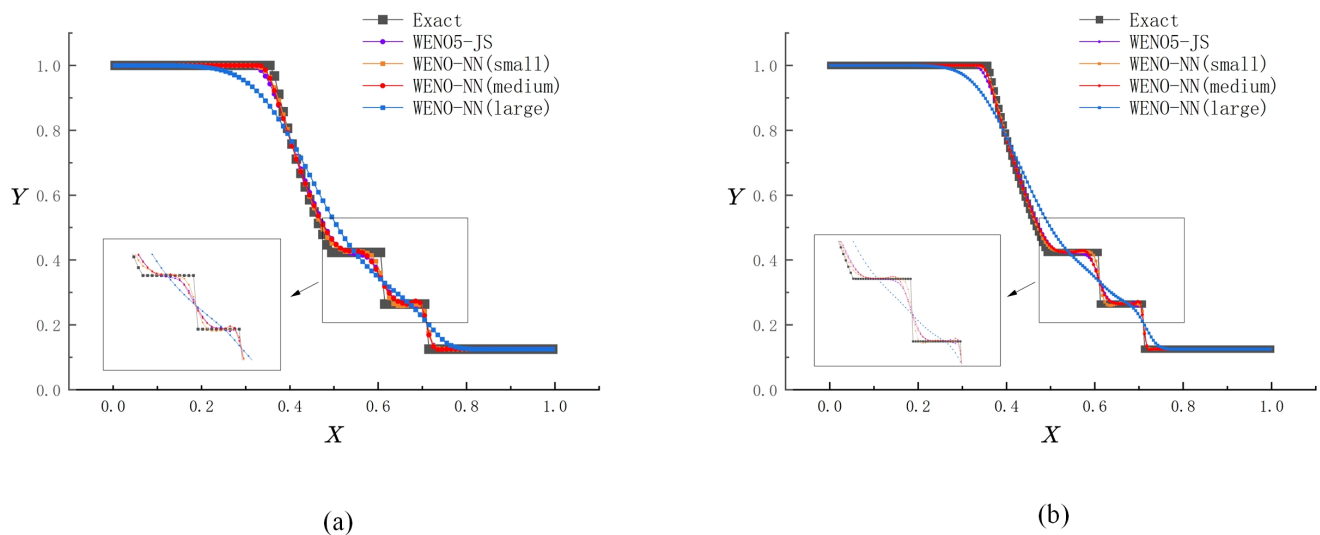 Exact
WENO5-JS
WENO-NN(small)
WENO-NN(medium)
WENO-NN(large)
1.0
0.8
0.6
0.4
0.2
0.0
Y
0.0 0.2 0.4 0.6 0.8 1.0
X
(a)
Exact
WENO5-JS
WENO-NN(small)
WENO-NN(medium)
WENO-NN(large)
1.0
0.8
0.6
0.4
0.2
0.0
Y
0.0 0.2 0.4 0.6 0.8 1.0
X
(b)